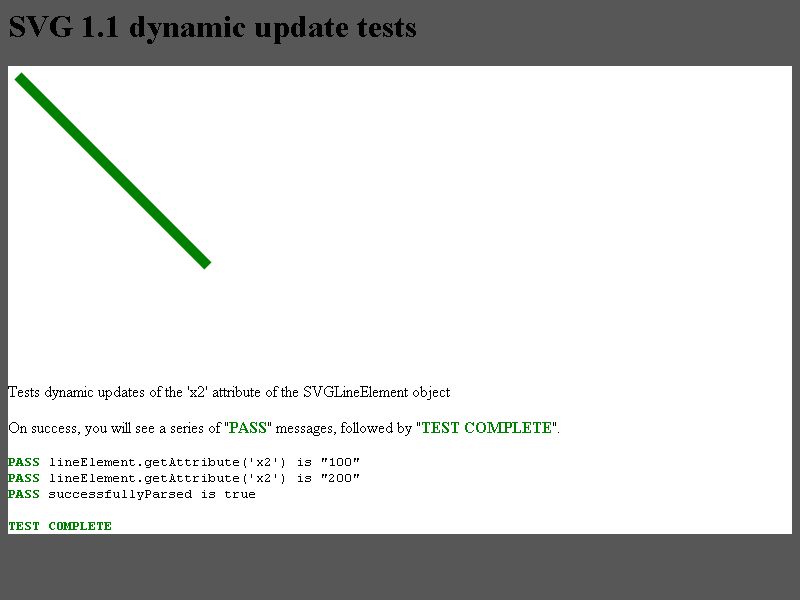 SVG 1.1 dynamic update tests
Tests dynamic updates of the 'x2' attribute of the SVGLineElement object
On success, you will see a series of "PASS" messages, followed by "TEST COMPLETE".
PASS lineElement.getAttribute('x2') is "100"
PASS lineElement.getAttribute('x2') is "200"
PASS successfullyParsed is true
TEST COMPLETE